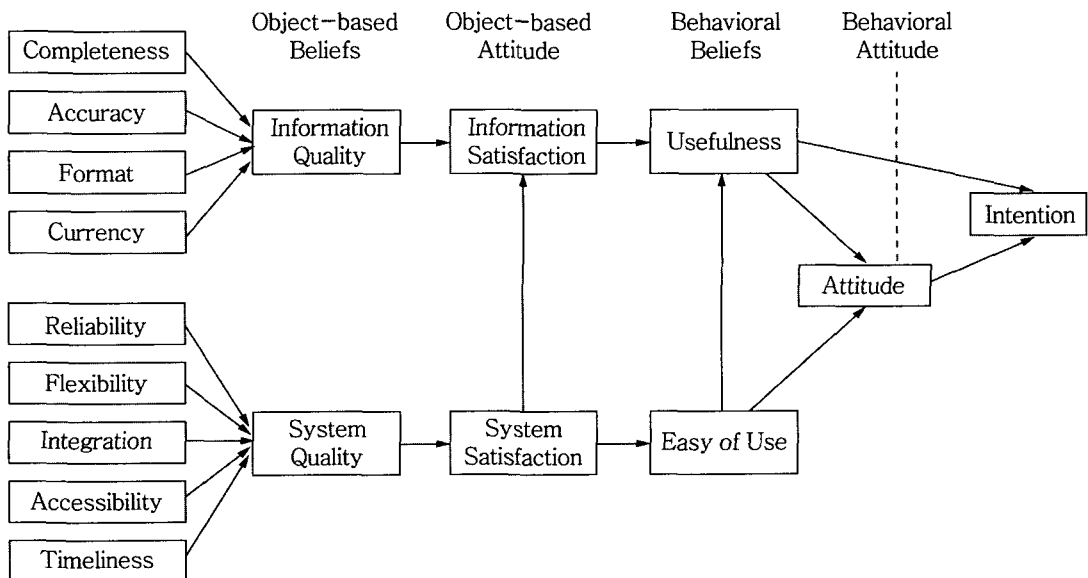 Object-based
Beliefs
Object-based
Attitude
Behavioral
Beliefs
Behavioral
Attitude
Completeness
Accuracy
Format
Currency
Information
Quality
Information
Satisfaction
Usefulness
Intention
Attitude
Reliability
Flexibility
Integration
Accessibility
Timeliness
System
Quality
System
Satisfaction
Easy of Use